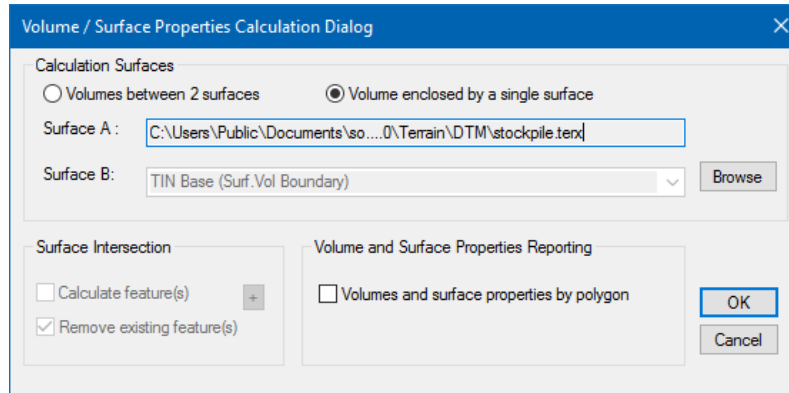 Volume / Surface Properties Calculation Dialog
Calculation Surfaces
Volumes between 2 surfaces
Volume enclosed by a single surface
Surface A :
C:\Users\Public\Documents\so....0\Terrain\DTM\stockpile.terx
Surface B:
TIN Base (Surf.Vol Boundary)
Browse
Surface Intersection
Calculate feature(s)
+
Remove existing feature(s)
Volume and Surface Properties Reporting
Volumes and surface properties by polygon
OK
Cancel